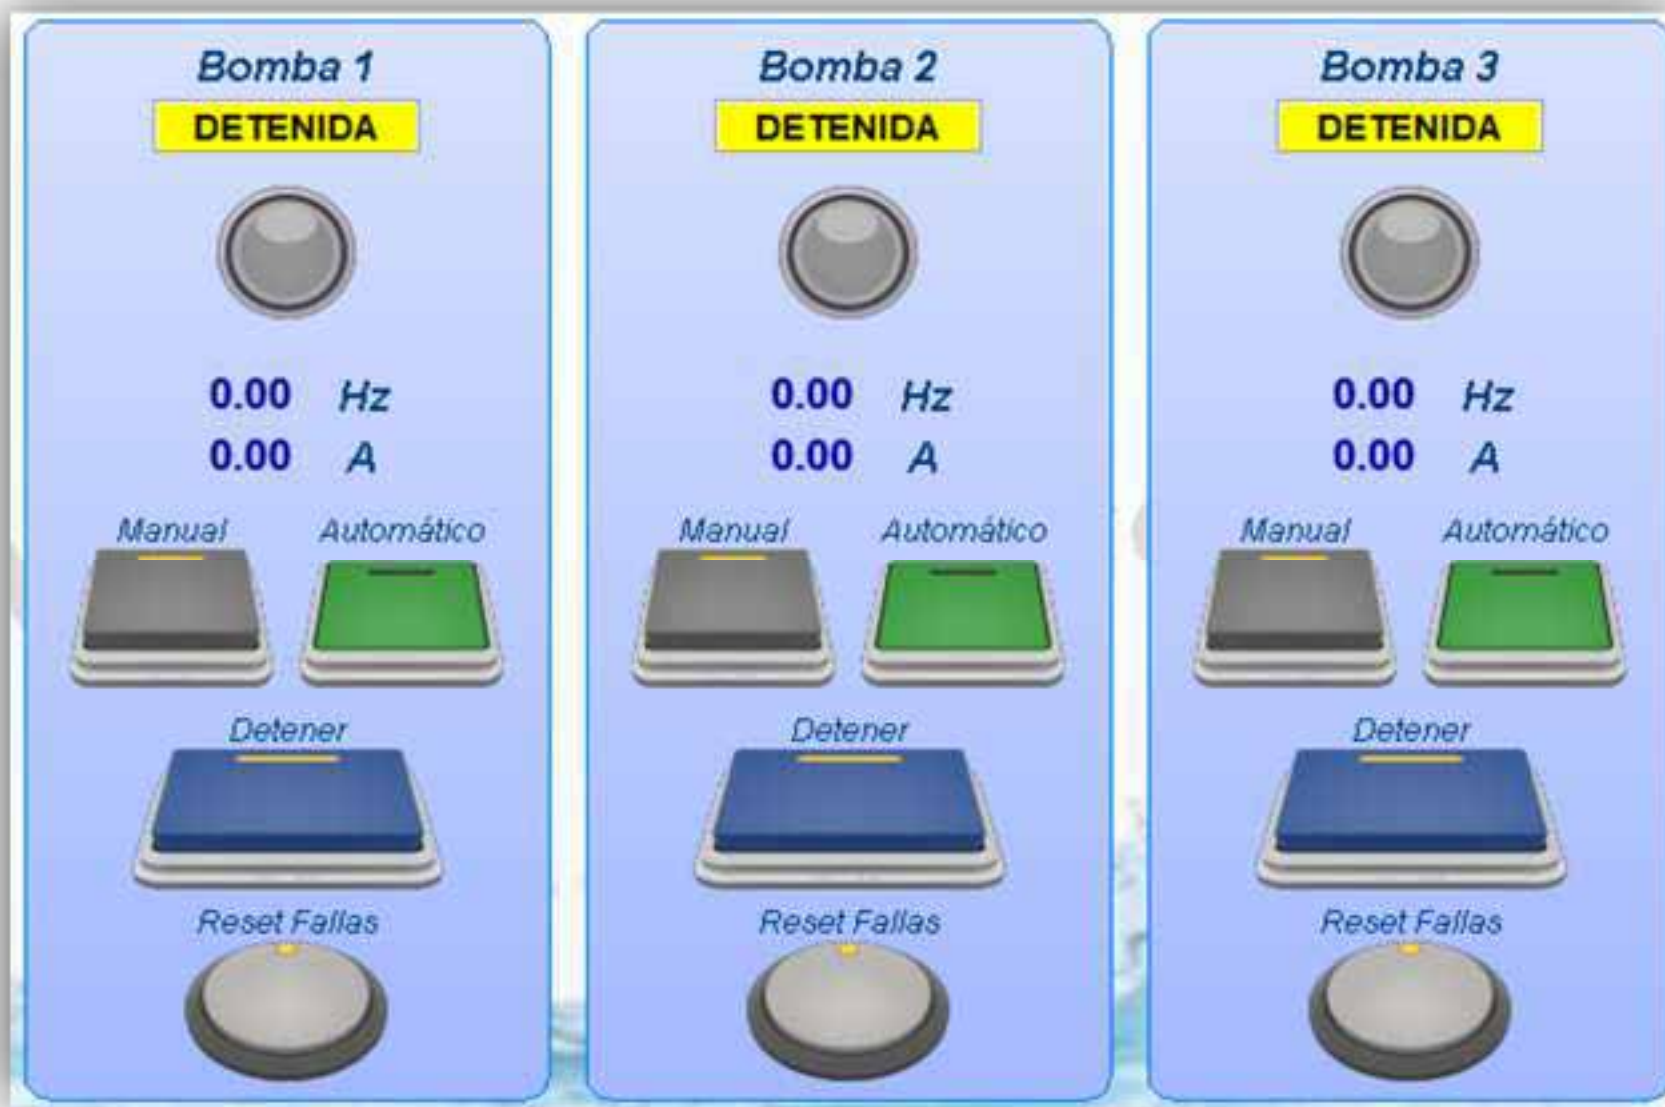 Bomba 1
DETENIDA
0.00 Hz
0.00 A
Manual Automático
Detener
Reset Fallas
Bomba 2
DETENIDA
0.00 Hz
0.00 A
Manual Automático
Detener
Reset Fallas
Bomba 3
DETENIDA
0.00 Hz
0.00 A
Manual Automático
Detener
Reset Fallas